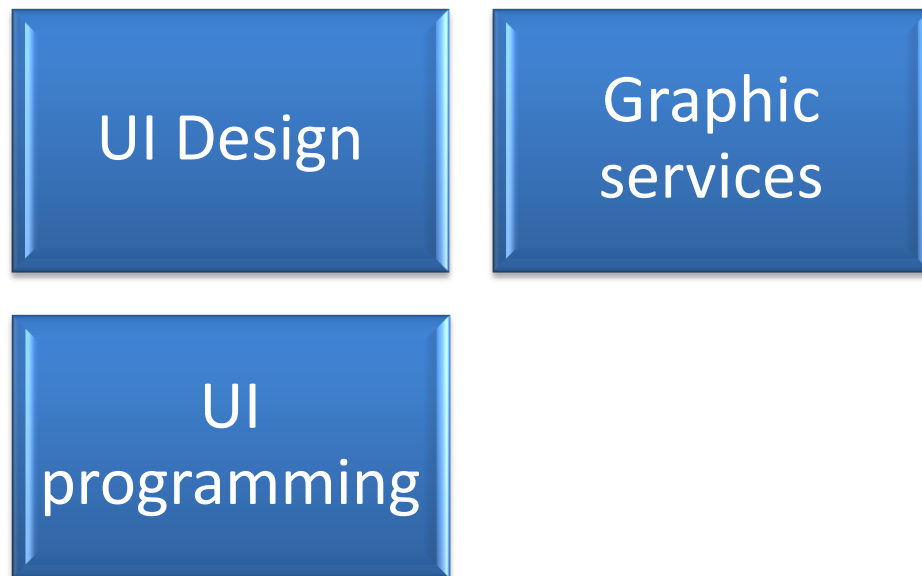 UI Design
Graphic
services
UI
programming